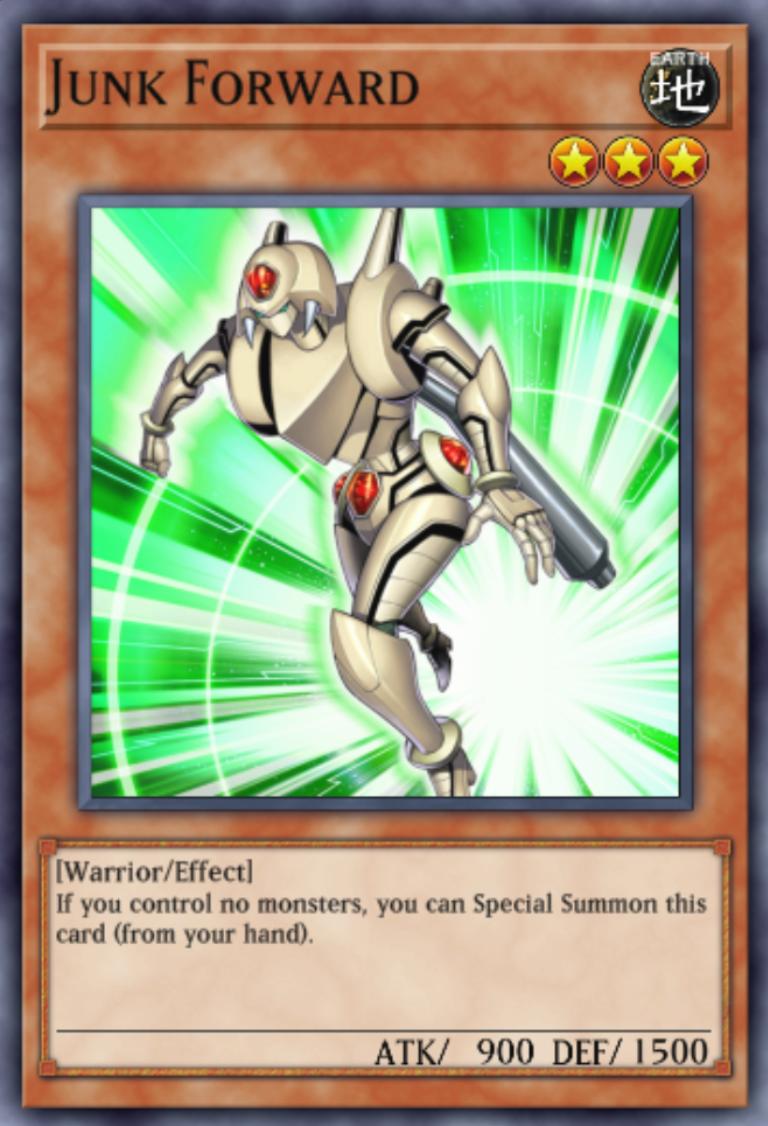 Junk Forward
EARTH
地
[Warrior/Effect]
If you control no monsters, you can Special Summon this
card (from your hand).
ATK/ 900 DEF/ 1500